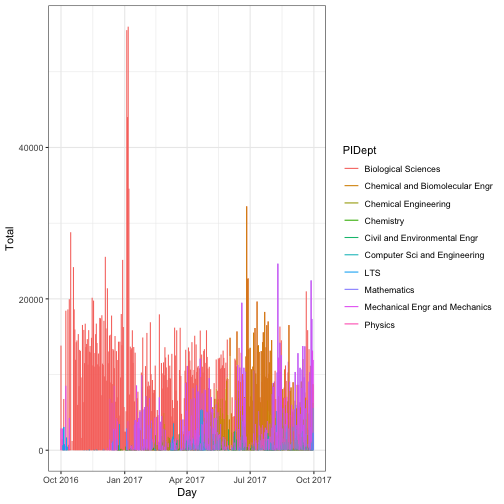 40000
20000
0
Total
Oct 2016
Jan 2017
Apr 2017
Jul 2017
Oct 2017
Day
PIDept
Biological Sciences
Chemical and Biomolecular Engr
Chemical Engineering
Chemistry
Civil and Environmental Engr
Computer Sci and Engineering
LTS
Mathematics
Mechanical Engr and Mechanics
Physics